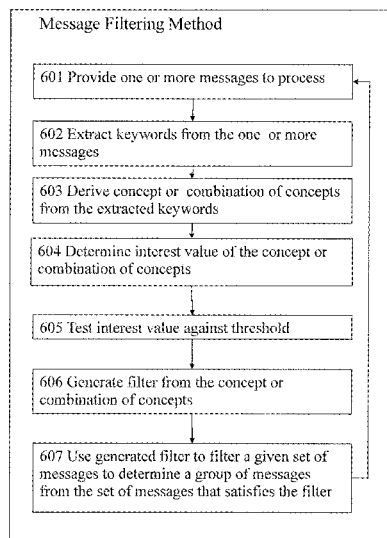 Message Filtering Method
601 Provide one or more messages to process
602 Extract keywords from the one or more
messages
603 Derive concept or combination of concepts
from the extracted keywords
604 Determine interest value of the concept or
combination of concepts
605 Test interest value against threshold
606 Generate filter from the concept or
combination of concepts
607 Use generated filter to filter a given set of
messages to determine a group of messages
from the set of messages that satisfies the filter